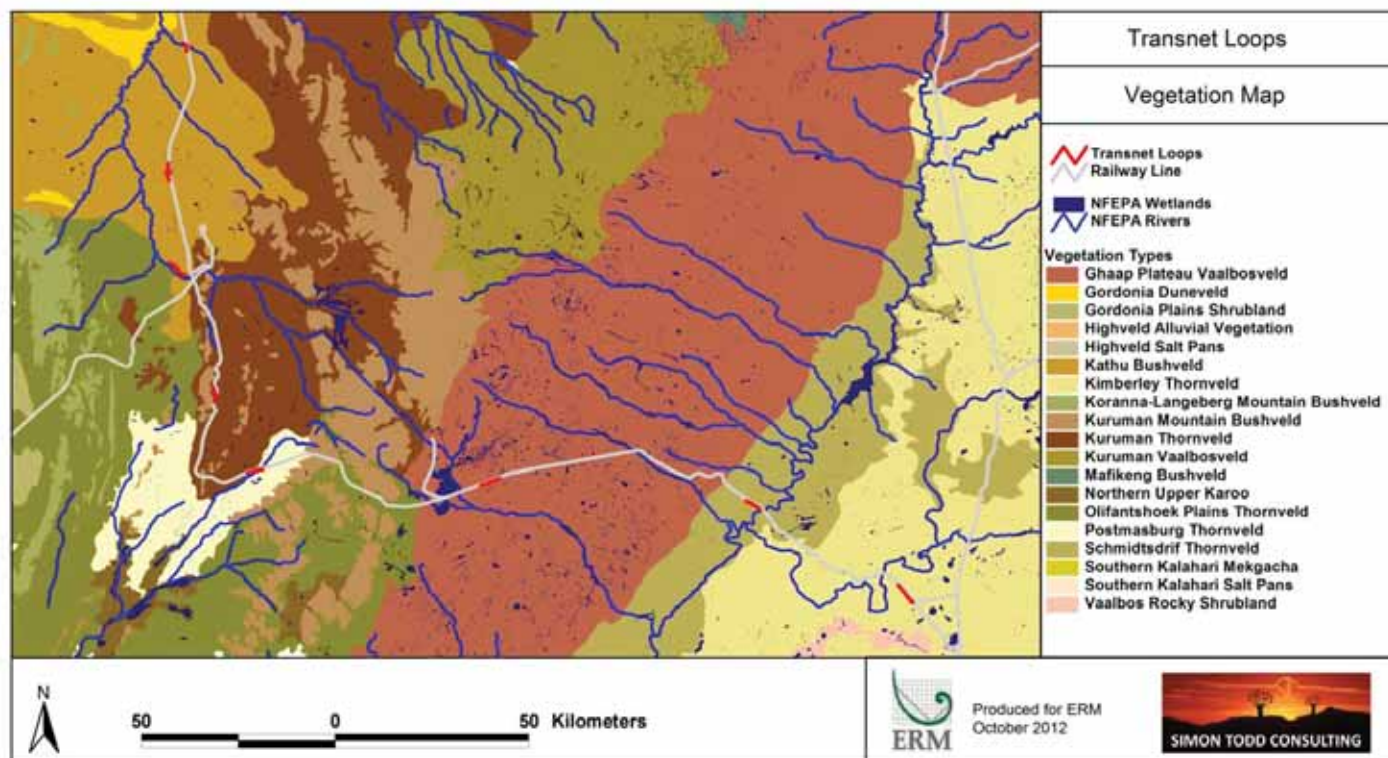 Transnet Loops
Vegetation Map
Transnet Loops
Railway Line
NFEPA Wetlands
NFEPA Rivers
Vegetation Types
Ghaap Plateau Vaalbosveld
Gordonia Duneveld
Gordonia Plains Shrubland
Highveld Alluvial Vegetation
Highveld Salt Pans
Kathu Bushveld
Kimberley Thornveld
Koranna-Langeberg Mountain Bushveld
Kuruman Mountain Bushveld
Kuruman Thornveld
Kuruman Vaalbosveld
Mafikeng Bushveld
Northern Upper Karoo
Olifantshoek Plains Thornveld
Postmasburg Thornveld
Schmidtsdrif Thornveld
Southern Kalahari Mekgacha
Southern Kalahari Salt Pans
Vaalbos Rocky Shrubland
N
50 0 50 Kilometers
ERM
Produced for ERM
October 2012
SIMON TODD CONSULTING